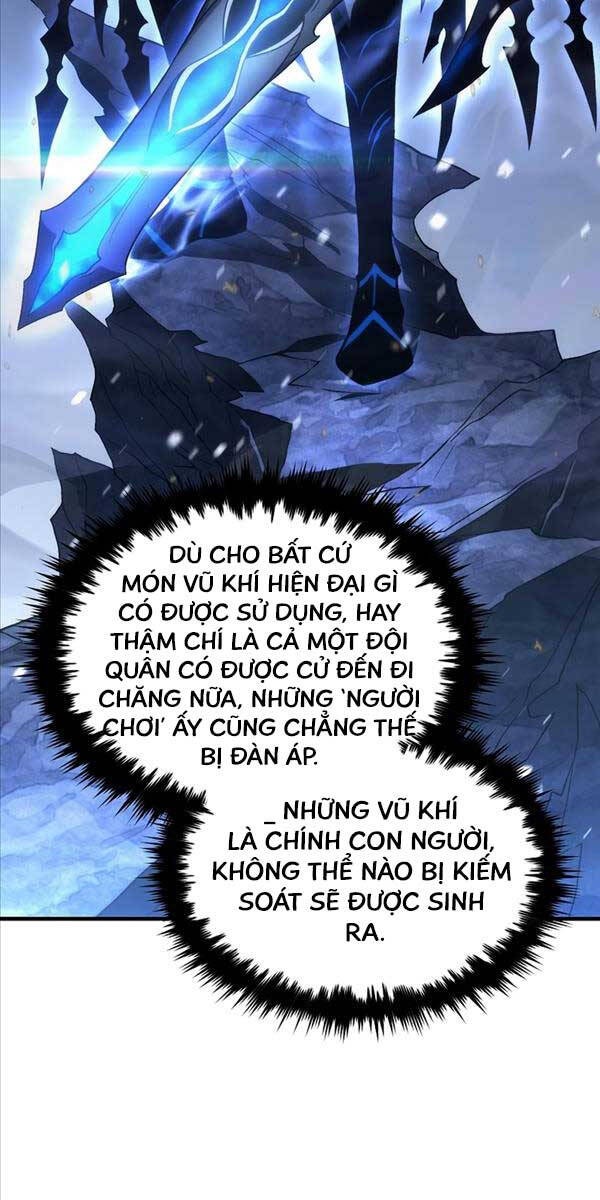 DÙ CHO BẤT CỨ
MÓN VŨ KHÍ HIỆN ĐẠI GÌ
CÓ ĐƯỢC SỬ DỤNG, HAY
THẬM CHÍ LÀ CẢ MỘT ĐỘI
QUÂN CÓ ĐƯỢC CỬ ĐẾN ĐI
CHĂNG NỮA, NHỮNG ‘NGƯỜI
CHƠI’ ẤY CŨNG CHẲNG THỂ
BỊ ĐÀN ÁP.
_ NHỮNG VŨ KHÍ
LÀ CHÍNH CON NGƯỜI,
KHÔNG THỂ NÀO BỊ KIỂM
SOÁT SẼ ĐƯỢC SINH
RA.